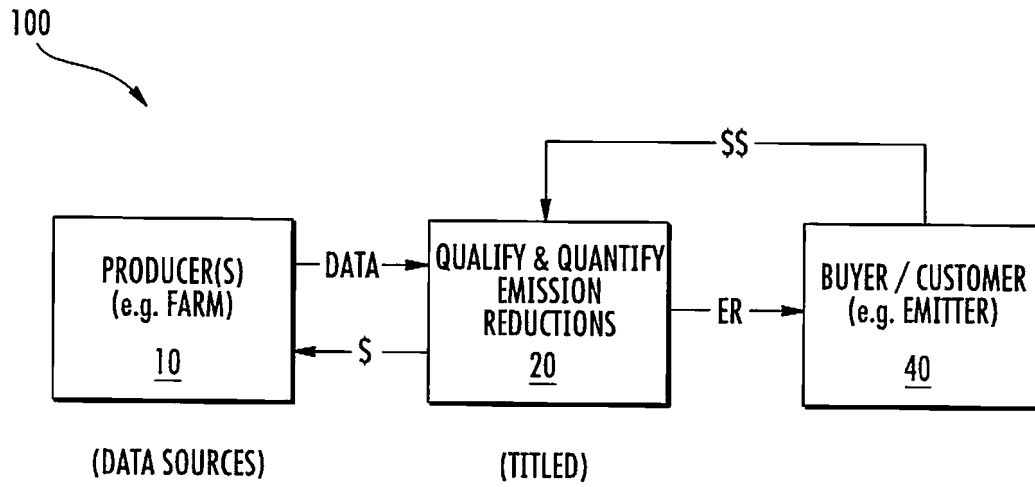 100
$$
PRODUCER(S)
(e.g. FARM)
10
DATA
$
QUALIFY & QUANTIFY
EMISSION
REDUCTIONS
20
ER
BUYER / CUSTOMER
(e.g. EMITTER)
40
(DATA SOURCES)
(TITLED)